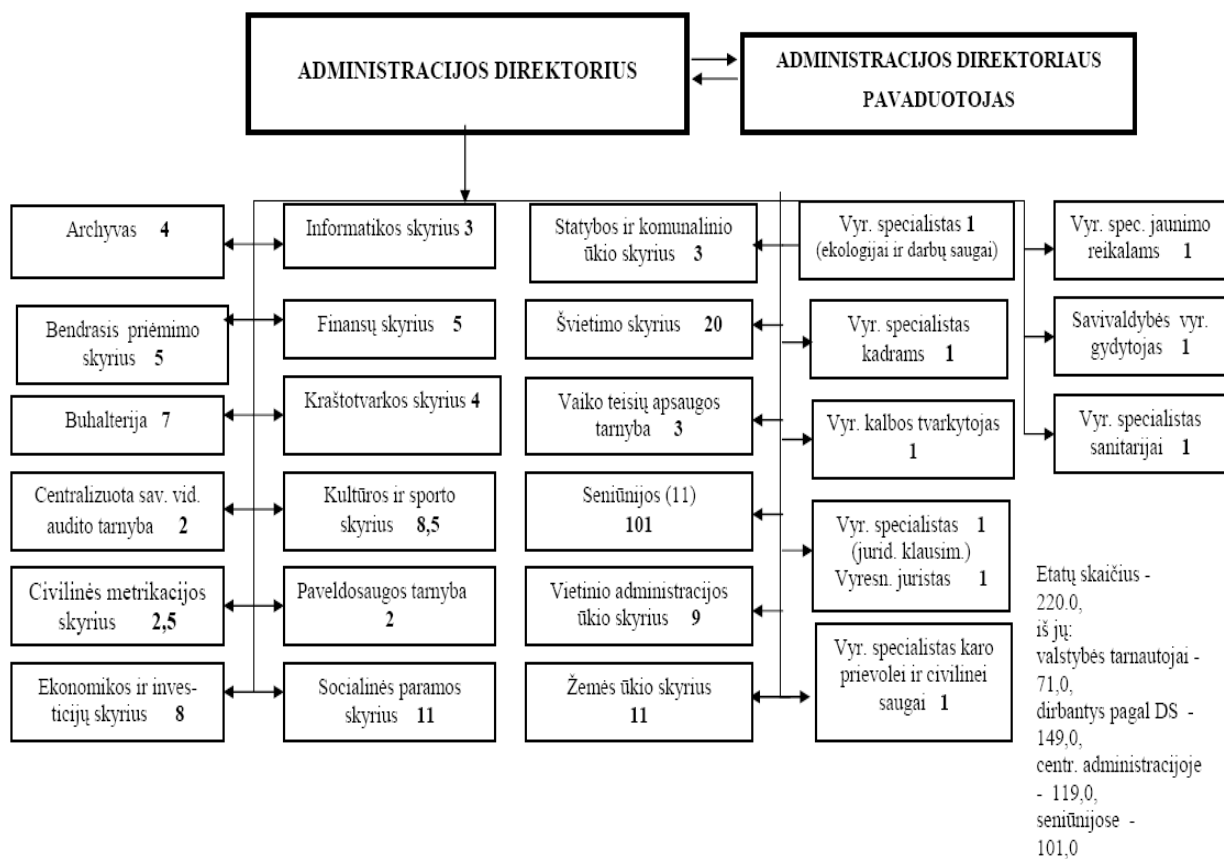 ADMINISTRACIJOS DIREKTORIUS
ADMINISTRACIJOS DIREKTORIAUS
PAVADUOTOJAS
Archyvas 4
Bendrasis priėmimo
skyrius 5
Buhalterija 7
Centralizuota sav. vid.
audito tarnyba 2
Civilinės metrikacijos
skyrius 2,5
Ekonomikos ir inves-
ticijų skyrius 8
Informatikos skyrius 3
Finansų skyrius 5
Kraštotvarkos skyrius 4
Kultūros ir sporto
skyrius 8,5
Paveldosaugos tarnyba
2
Socialinės paramos
skyrius 11
Statybos ir komunalinio
ūkio skyrius 3
Švietimo skyrius 20
Vaiko teisių apsaugos
tarnyba 3
Seniūnijos (11)
101
Vietinio administracijos
ūkio skyrius 9
Žemės ūkio skyrius
11
Vyr. specialistas 1
(ekologijai ir darbų saugai)
Vyr. specialistas
kadrams 1
Vyr. kalbos tvarkytojas
1
Vyr. specialistas 1
(jurid. klausim.)
Vyresn. juristas 1
Vyr. specialistas karo
prievolei ir civilinei
saugai 1
Vyr. spec. jaunimo
reikalams 1
Savivaldybės vyr.
gydytojas 1
Vyr. specialistas
sanitarijai 1
Etatų skaičius -
220.0,
iš jų:
valstybės tarnautojai -
71,0,
dirbantys pagal DS -
149,0,
centr. administracijoje
- 119,0,
seniūnijose -
101,0